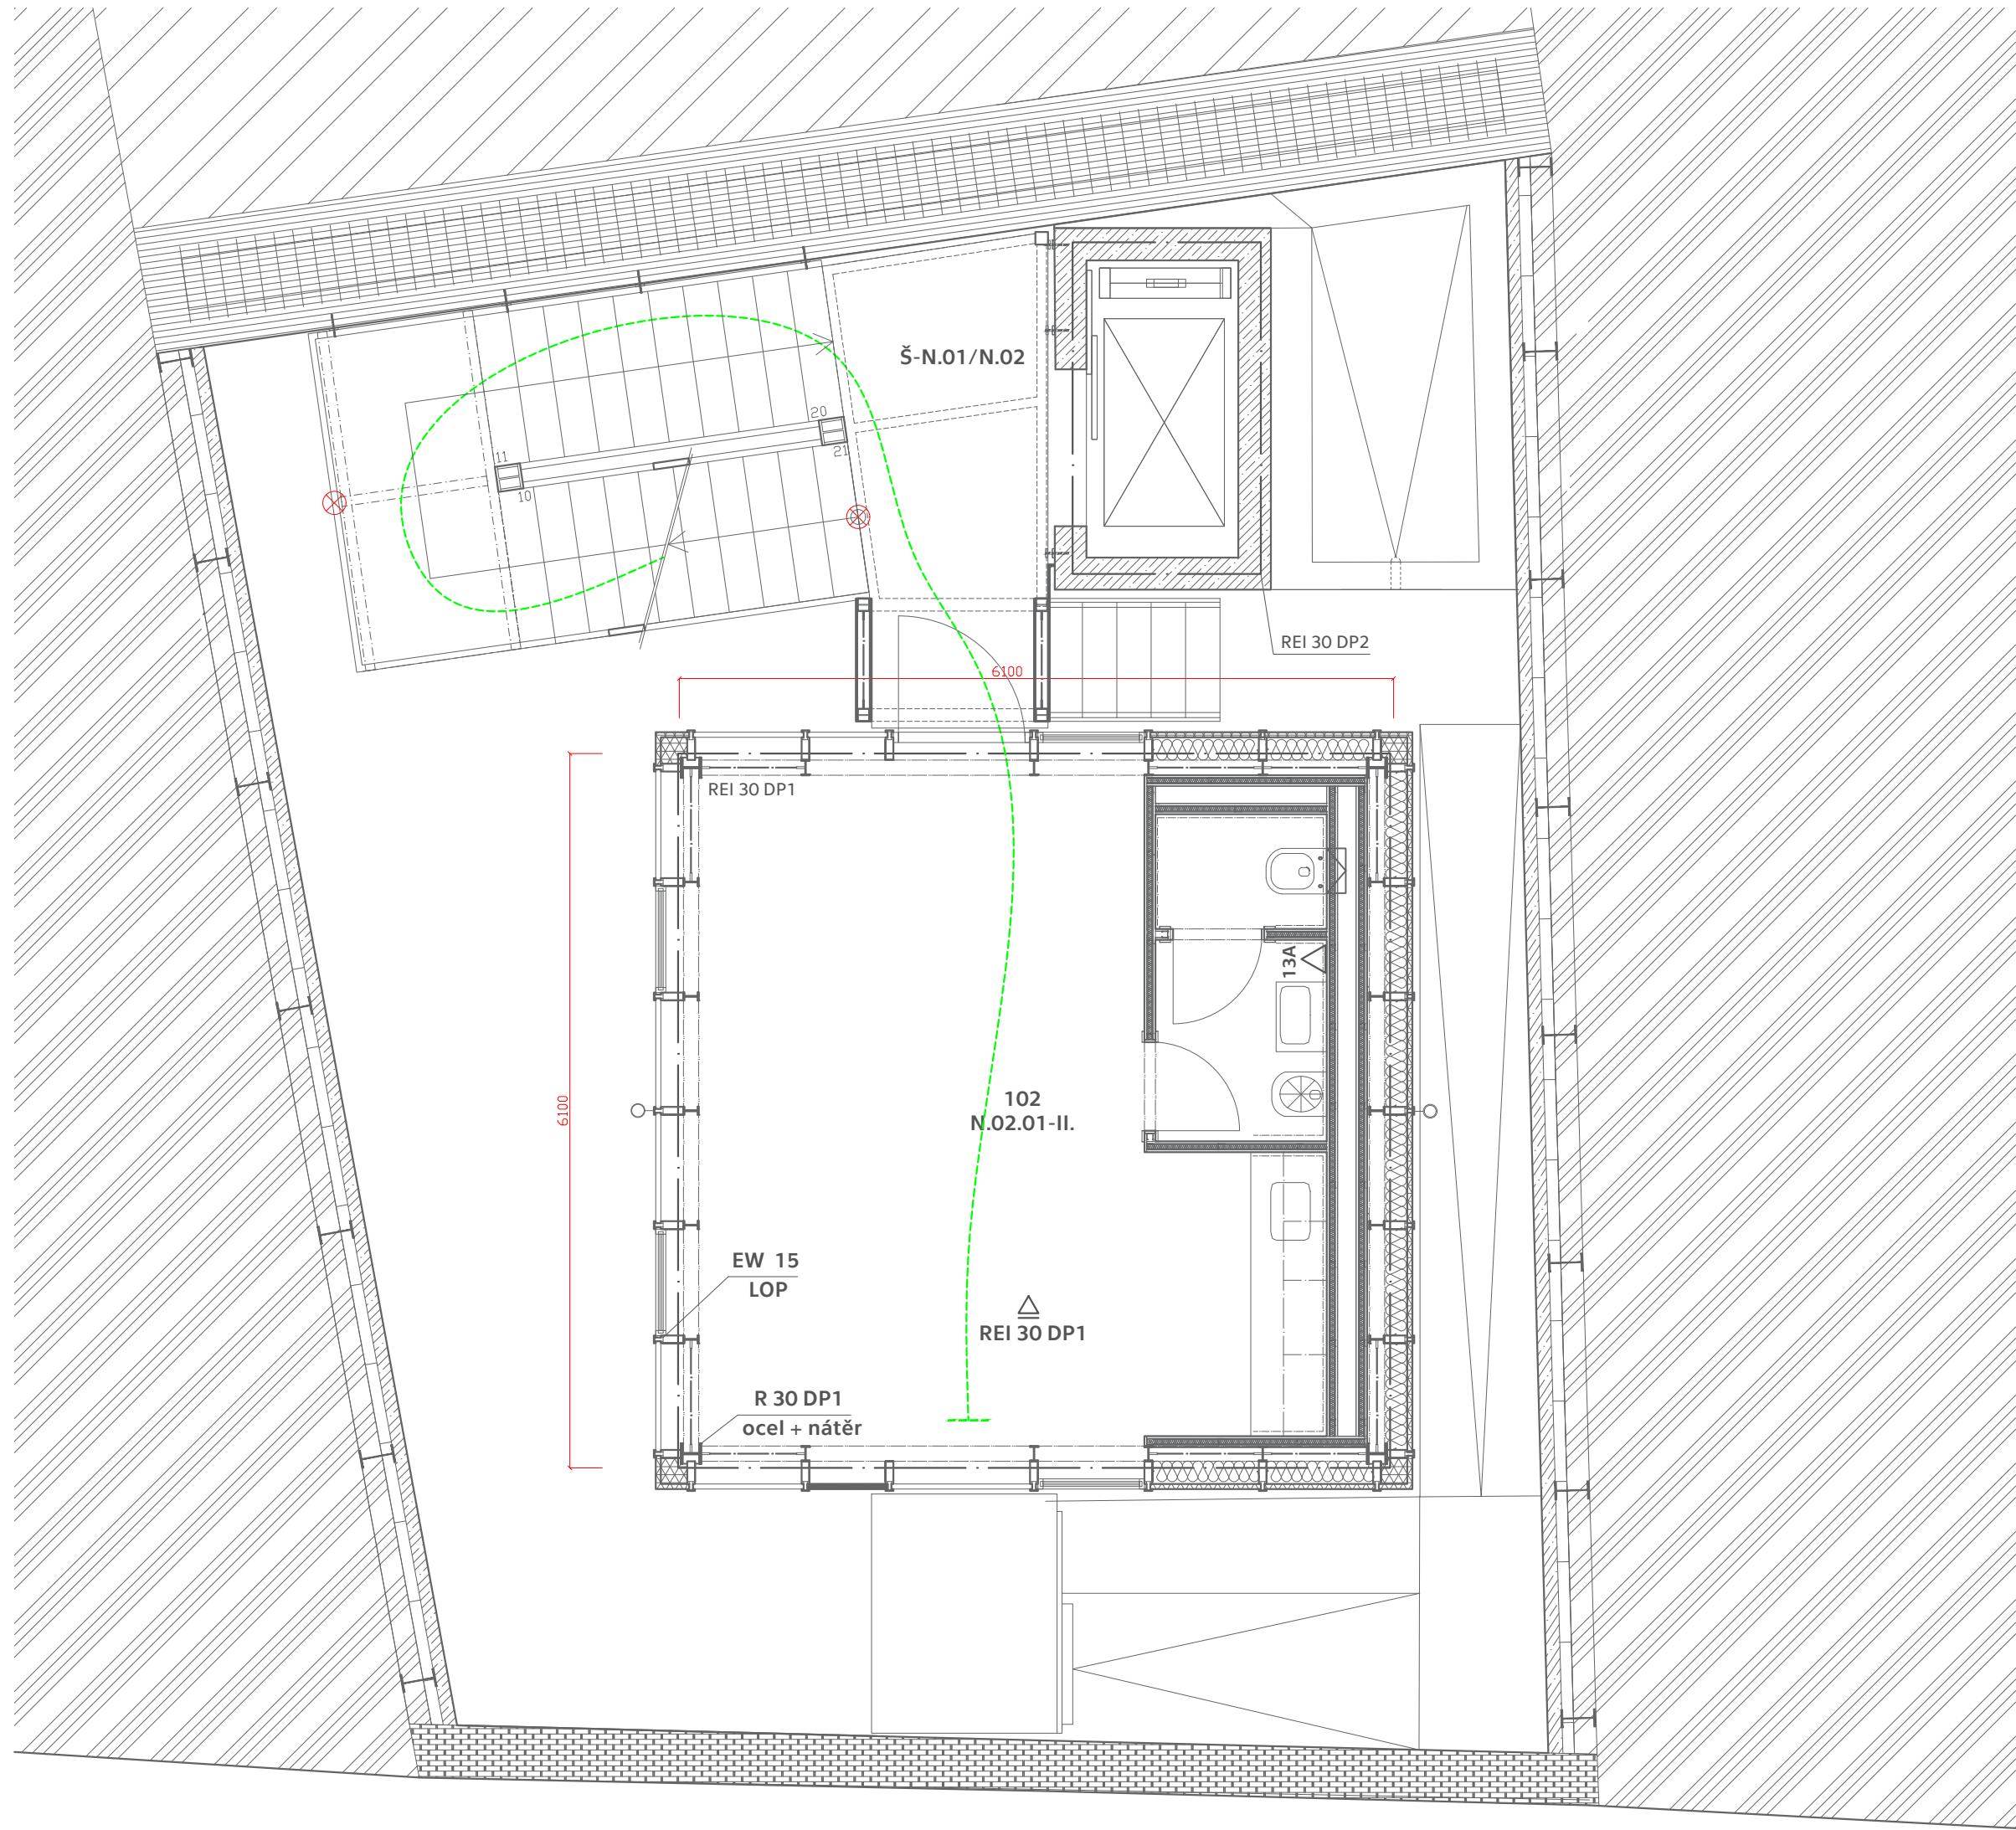 Š-N.01/N.02
20
21
11
10
REI 30 DP2
6100
REI 30 DP1
13A
6100
102
N.02.01-II.
EW 15
LOP
REI 30 DP1
R 30 DP1
ocel + nátěr